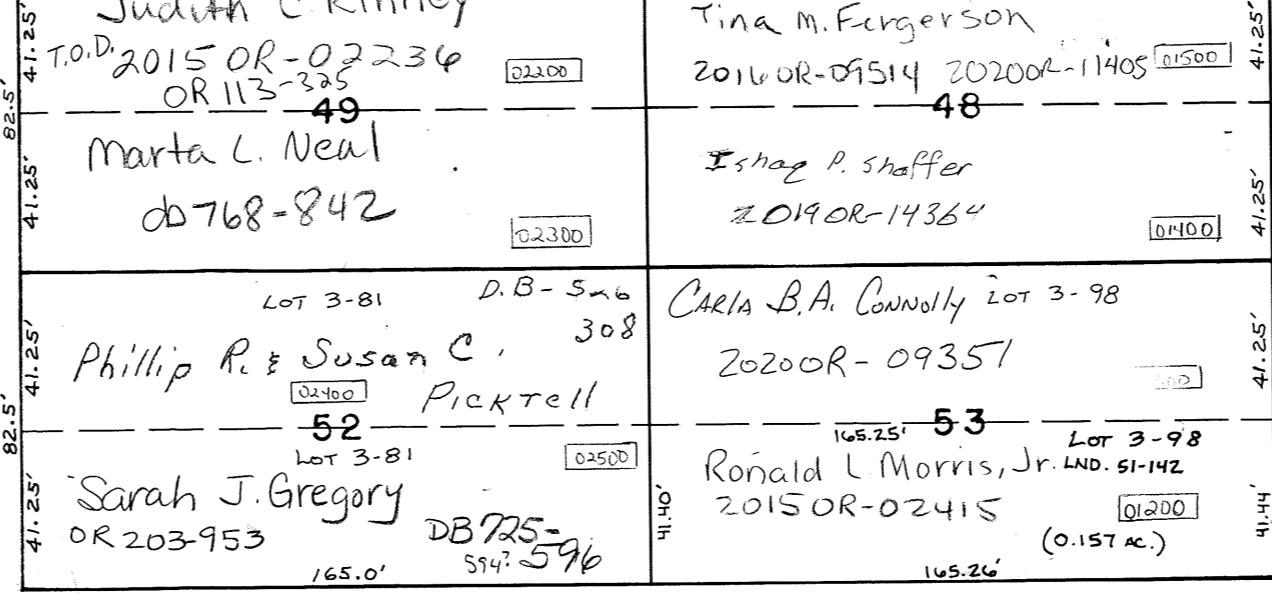 Judith C. Kinney
T.O.D. 2015 OR-02236
OR 113-325
02200
49
41.25'
82.5'
Tina M. Fergerson
2016 OR-09514 2020OR-11405
01500
48
41.25'
Marta L. Neal
db 768-842
02300
41.25'
Ishaq P. Shaffer
2019 OR-14364
01400
41.25'
LOT 3-81
D.B- 526
308
Phillip R. & Susan C.
Picktell
02400
52
41.25'
82.5'
CARLA B.A. CONNOLLY LOT 3-98
2020OR-09351
53
41.25'
LOT 3-81
02500
Sarah J. Gregory
OR 203-953
DB 725-
594? 596
41.25'
165.0'
165.25'
LOT 3-98
Ronald L Morris, Jr. LND. 51-142
2015 OR-02415
01200
(0.157 AC.)
41.40'
41.44'
165.26'